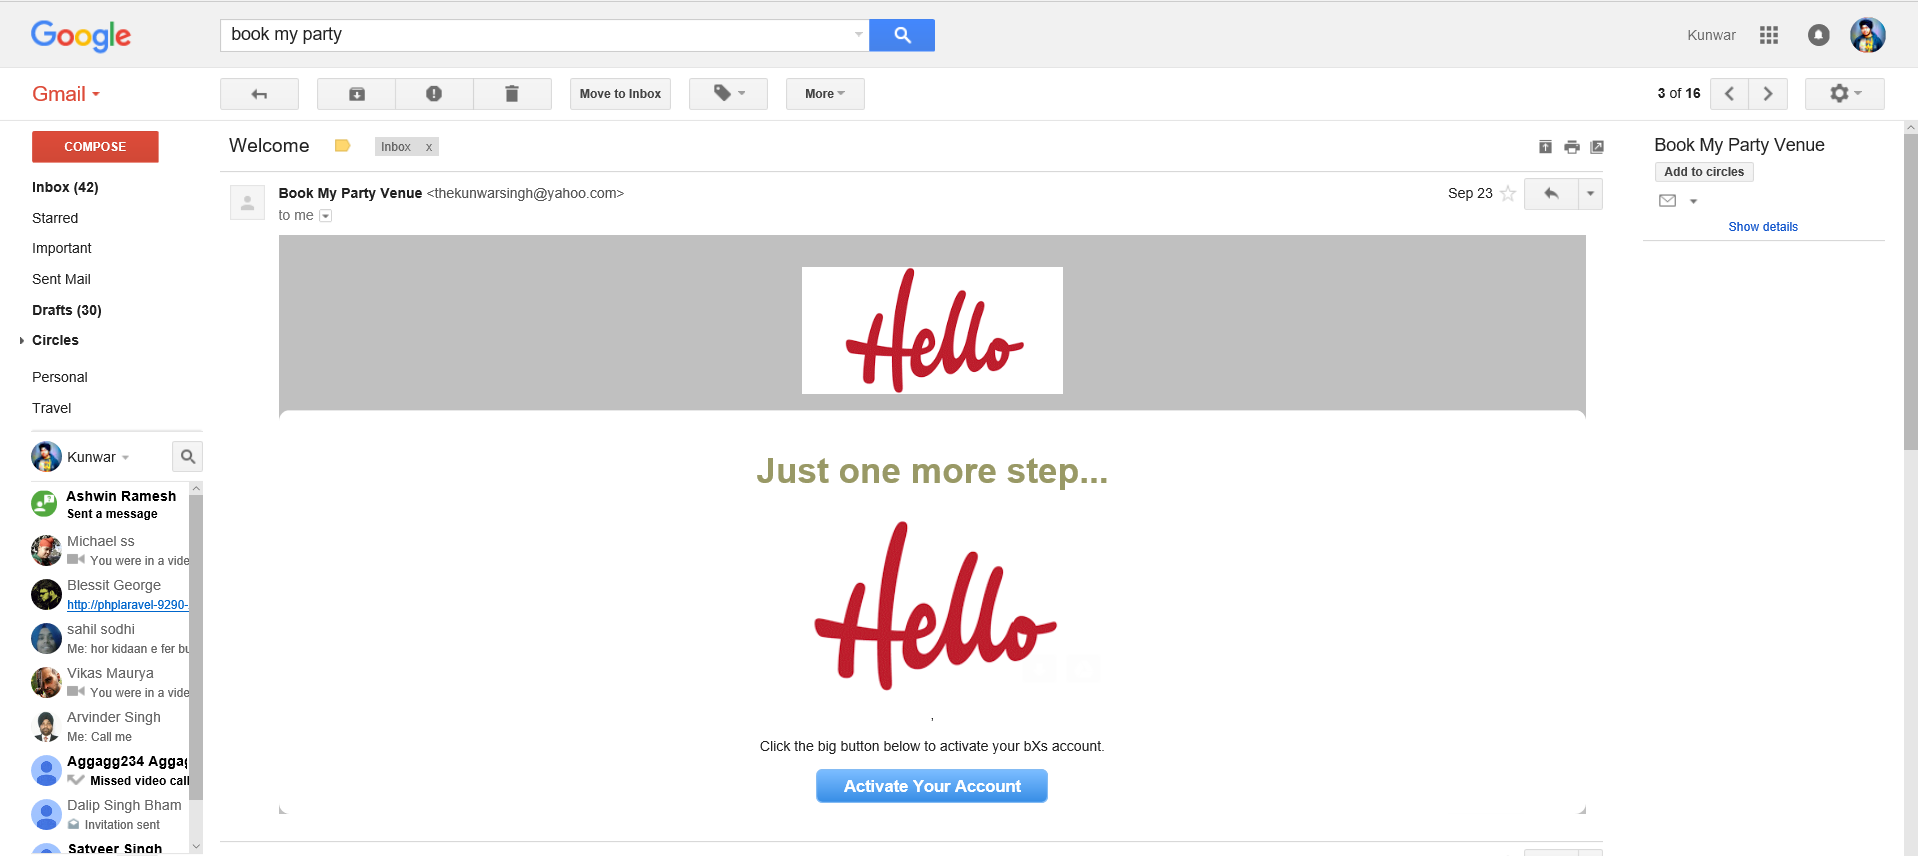 Google
book my party
Kunwar
Gmail
Move to Inbox
More
3 of 16
COMPOSE
Inbox (42)
Starred
Important
Sent Mail
Drafts (30)
Circles
Personal
Travel
Kunwar
Ashwin Ramesh
Sent a message
Michael ss
You were in a vide
Blessit George
http://phplaravel-9290-
sahil sodhi
Me: hor kidaan e fer bu
Vikas Maurya
You were in a vide
Arvinder Singh
Me: Call me
Aggagg234 Aggag
Missed video call
Dalip Singh Bham
Invitation sent
Satveer Singh
Welcome
Inbox x
Book My Party Venue <thekunwarsingh@yahoo.com>
Sep 23
to me
Hello
Just one more step...
Hello
,
Click the big button below to activate your bXs account.
Activate Your Account
Book My Party Venue
Add to circles
Show details